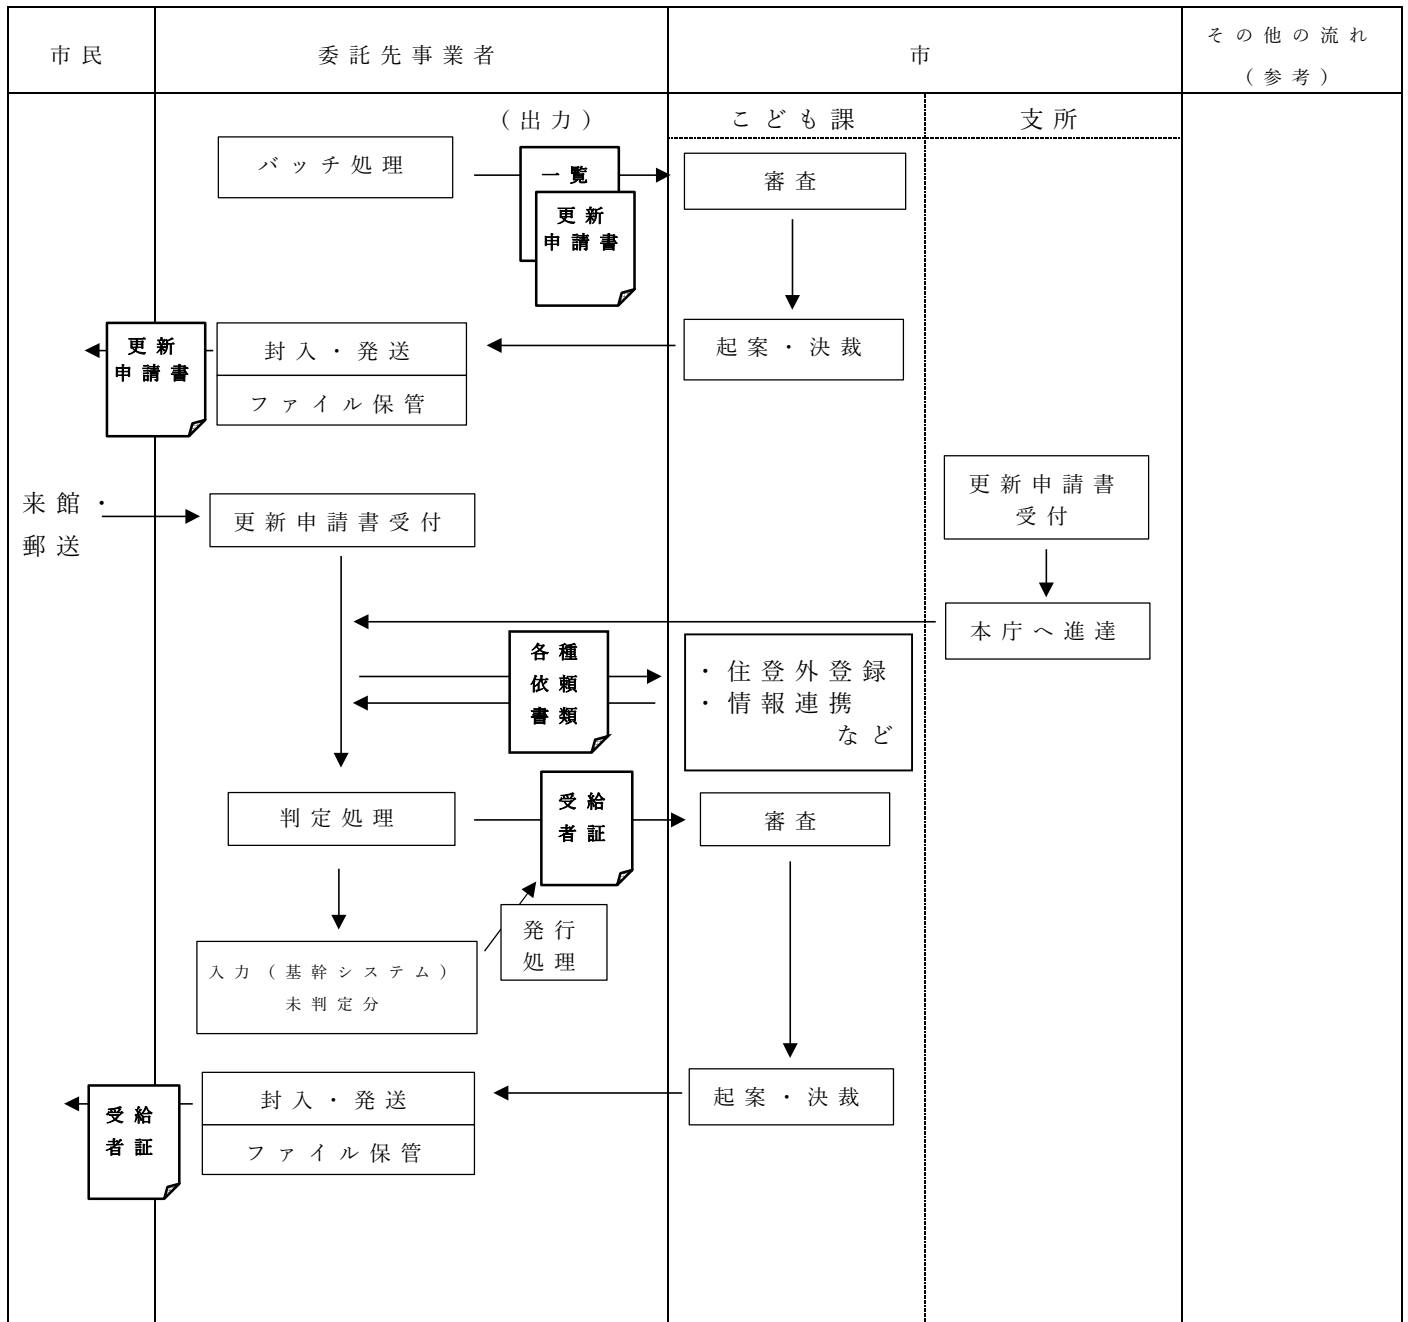 市民
委託先事業者
市
その他の流れ
（参考）
（出力）
こども課
支所
バッチ処理
一覧
更新
申請書
審査
更新
申請書
封入・発送
ファイル保管
起案・決裁
来館・
郵送
更新申請書受付
更新申請書
受付
本庁へ進達
各種
依頼
書類
・住登外登録
・情報連携
など
判定処理
受給
者証
審査
発行
処理
入力（基幹システム）
未判定分
受給
者証
封入・発送
ファイル保管
起案・決裁